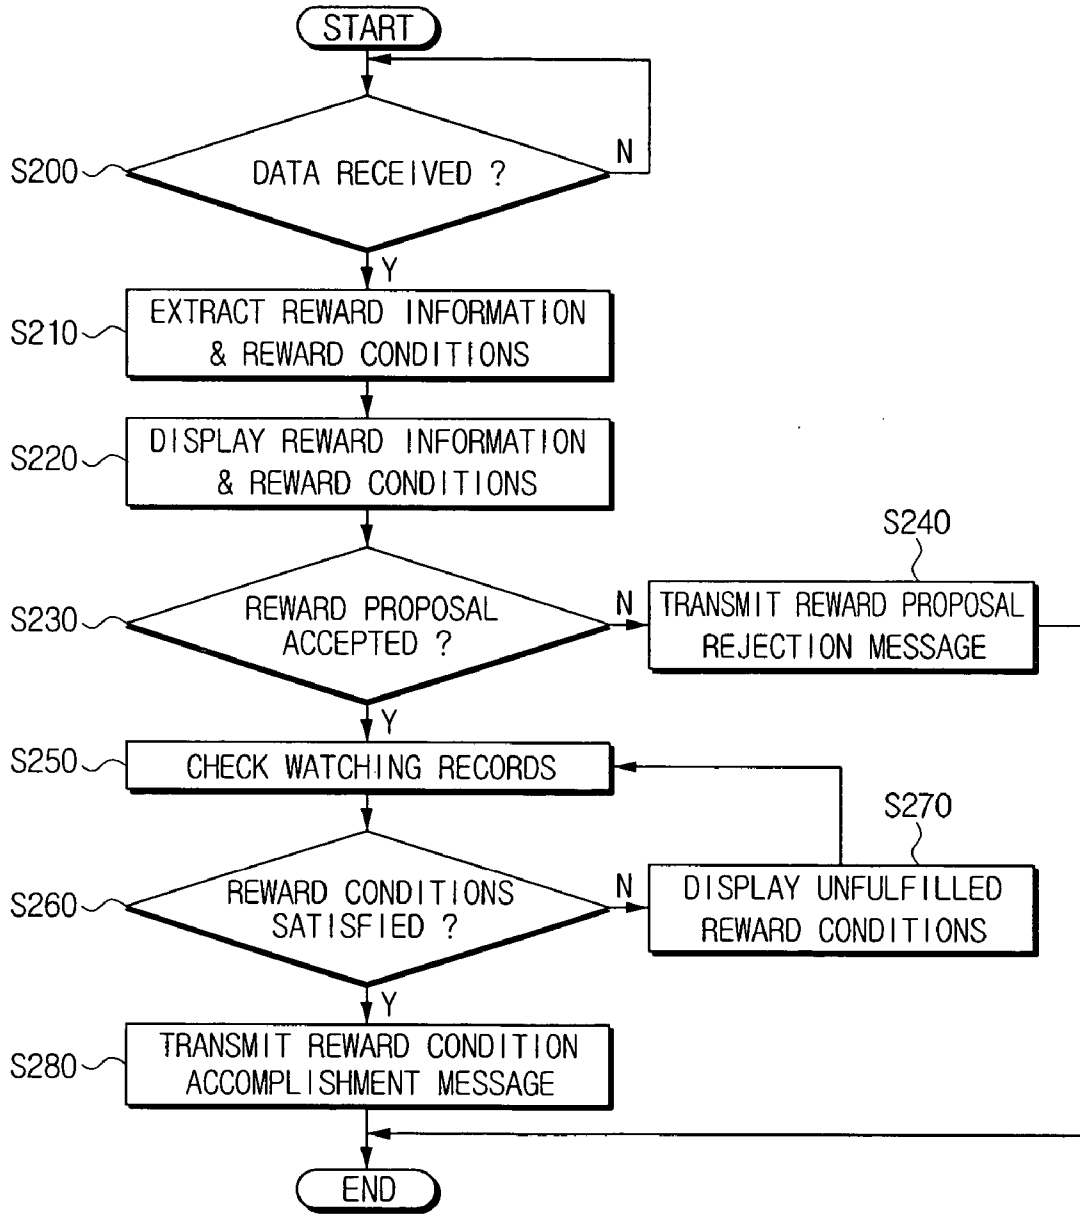 START
S200
DATA RECEIVED ?
N
Y
S210
EXTRACT REWARD INFORMATION
& REWARD CONDITIONS
S220
DISPLAY REWARD INFORMATION
& REWARD CONDITIONS
S230
REWARD PROPOSAL
ACCEPTED ?
N
S240
TRANSMIT REWARD PROPOSAL
REJECTION MESSAGE
Y
S250
CHECK WATCHING RECORDS
S260
REWARD CONDITIONS
SATISFIED ?
N
S270
DISPLAY UNFULFILLED
REWARD CONDITIONS
Y
S280
TRANSMIT REWARD CONDITION
ACCOMPLISHMENT MESSAGE
END